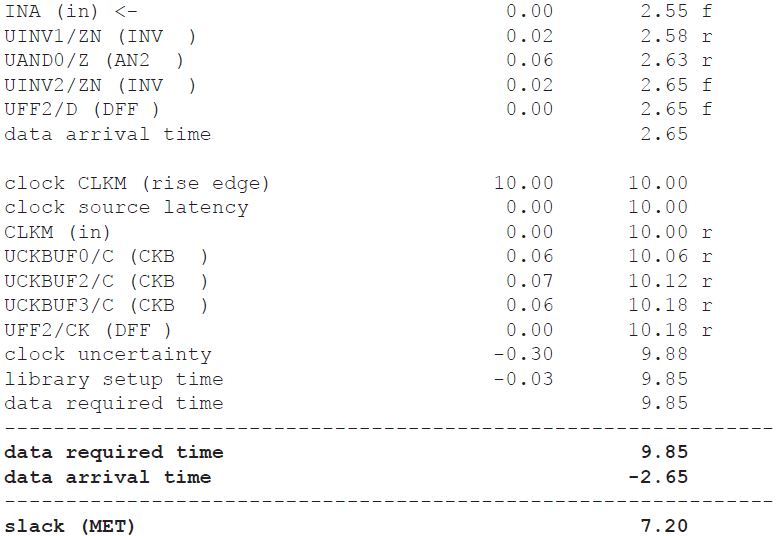 INA (in) <- 0.00 2.55 f
UINV1/ZN (INV ) 0.02 2.58 r
UAND0/Z (AN2 ) 0.06 2.63 r
UINV2/ZN (INV ) 0.02 2.65 f
UFF2/D (DFF ) 0.00 2.65 f
data arrival time 2.65
clock CLKM (rise edge) 10.00 10.00
clock source latency 0.00 10.00
CLKM (in) 0.00 10.00 r
UCKBUF0/C (CKB ) 0.06 10.06 r
UCKBUF2/C (CKB ) 0.07 10.12 r
UCKBUF3/C (CKB ) 0.06 10.18 r
UFF2/CK (DFF ) 0.00 10.18 r
clock uncertainty -0.30 9.88
library setup time -0.03 9.85
data required time 9.85
----------------------------------------------------------------
data required time 9.85
data arrival time -2.65
----------------------------------------------------------------
slack (MET) 7.20